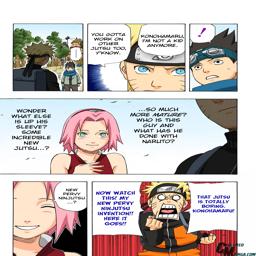 !
KONOHAMARU,
I'M NOT A KID
ANYMORE.
YOU GOTTA
WORK ON
OTHER
JUTSU TOO,
Y'KNOW?
...SO MUCH
MORE MATURE?
WHO IS THIS
GUY AND WHAT
HAS HE
DONE WITH
NARUTO?
WONDER
WHAT ELSE
IS UP HIS
SLEEVE?
SOME
INCREDIBLE
NEW
JUTSU...?
THAT JUTSU
IS TOTALLY
BORING,
KONOHAMARU!
NOW WATCH
THIS! MY NEW
PERVY NINJUTSU
INVENTION!!
HERE IT
GOES!!
NEW
PERVY
NINJUTSU
...?